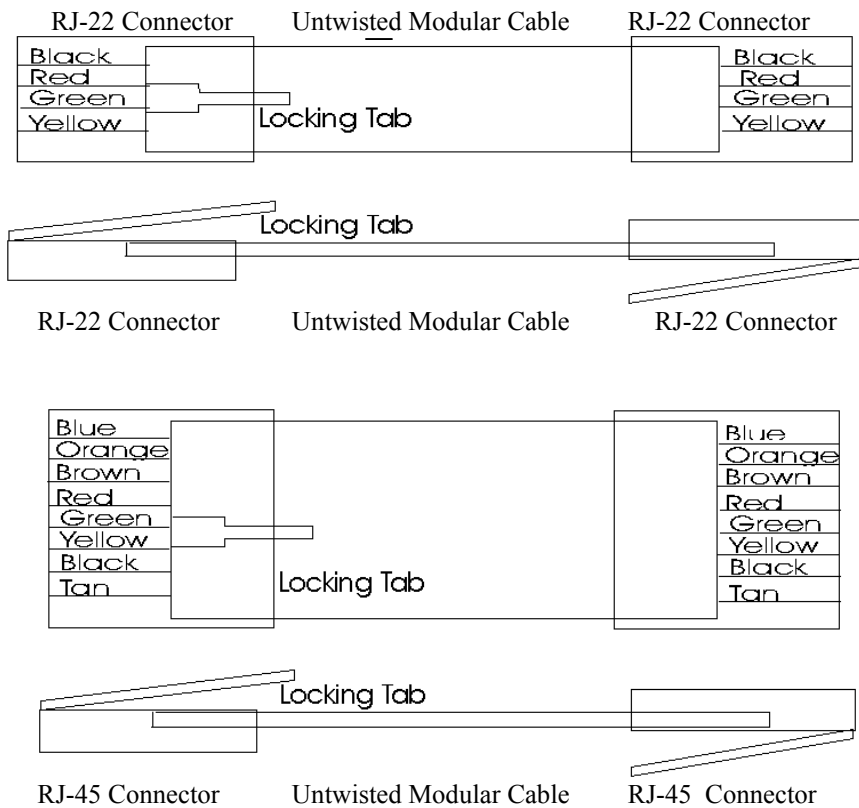 RJ-22 Connector Untwisted Modular Cable RJ-22 Connector
Black Black
Red Red
Green Green
Yellow Yellow
Locking Tab
Locking Tab
RJ-22 Connector Untwisted Modular Cable RJ-22 Connector
Blue Blue
Orange Orange
Brown Brown
Red Red
Green Green
Yellow Yellow
Black Black
Tan Tan
Locking Tab
Locking Tab
RJ-45 Connector Untwisted Modular Cable RJ-45 Connector